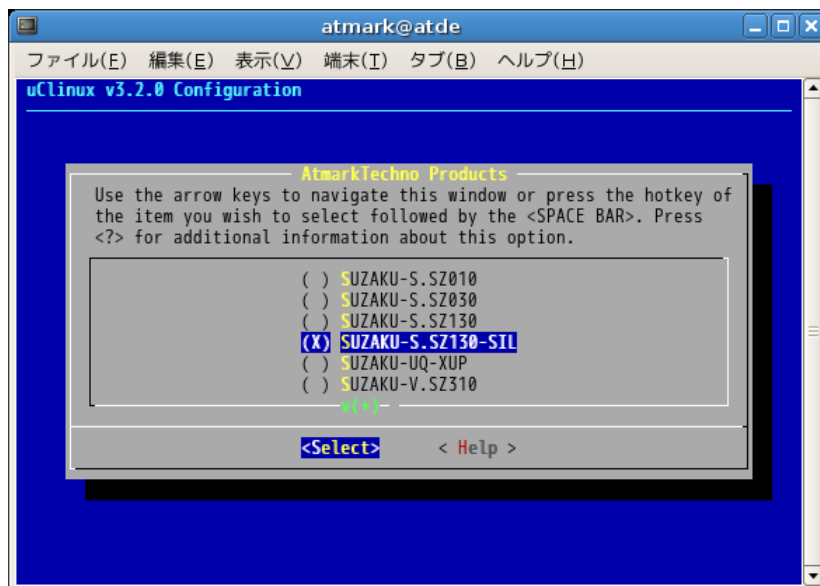 atmark@atde
ファイル(F) 編集(E) 表示(V) 端末(T) タブ(B) ヘルプ(H)
uClinux v3.2.0 Configuration
AtmarkTechno Products
Use the arrow keys to navigate this window or press the hotkey of
the item you wish to select followed by the <SPACE BAR>. Press
<?> for additional information about this option.
( ) SUZAKU-S.SZ010
( ) SUZAKU-S.SZ030
( ) SUZAKU-S.SZ130
(X) SUZAKU-S.SZ130-SIL
( ) SUZAKU-UQ-XUP
( ) SUZAKU-V.SZ310
v(+)
<Select> < Help >